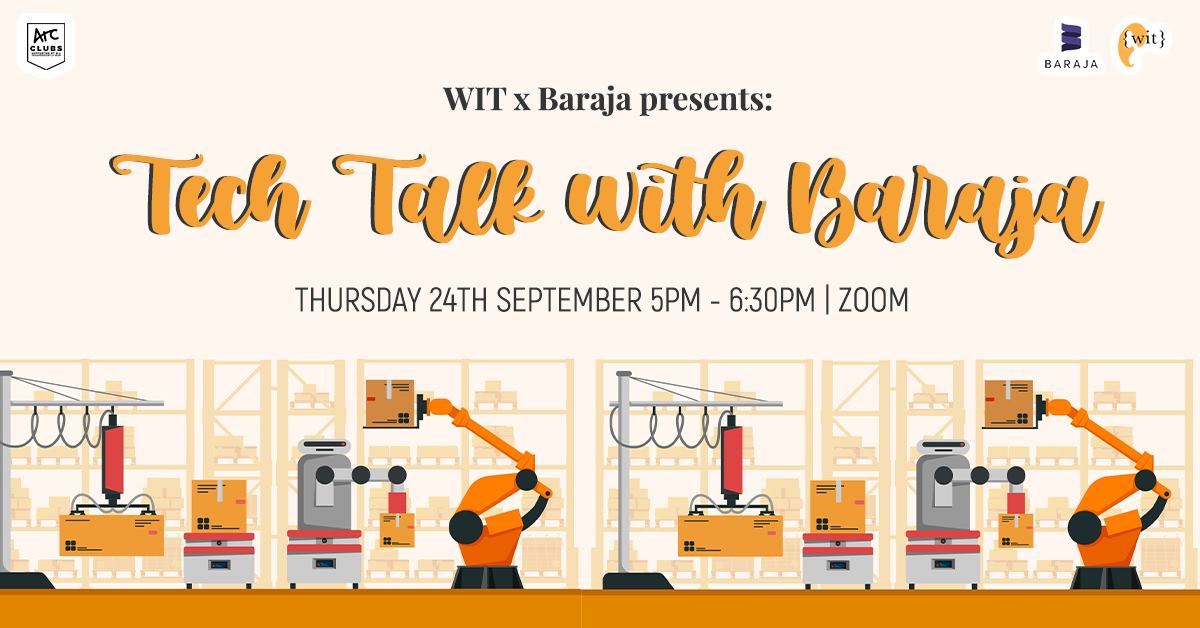 Arc
CLUBS
BARAJA
{wit}
WIT x Baraja presents:
Tech Talk with Baraja
THURSDAY 24TH SEPTEMBER 5PM - 6:30PM | ZOOM